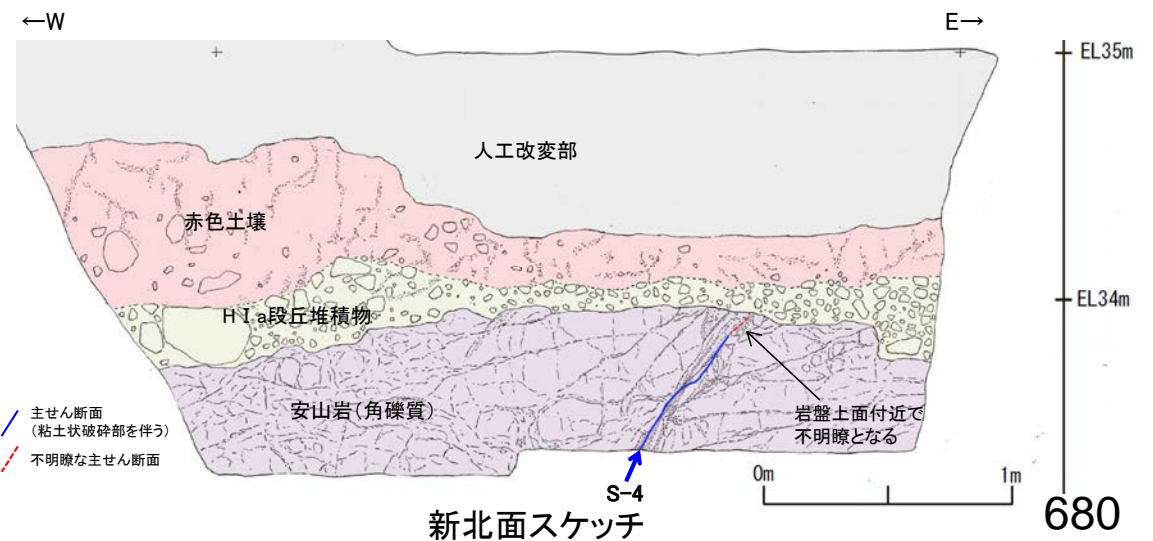 ←W
E→
EL35m
人工改変部
赤色土壌
EL34m
HⅠa段丘堆積物
安山岩(角礫質)
主せん断面
(粘土状破砕部を伴う)
不明瞭な主せん断面
岩盤上面付近で
不明瞭となる
S-4
0m
1m
新北面スケッチ
680